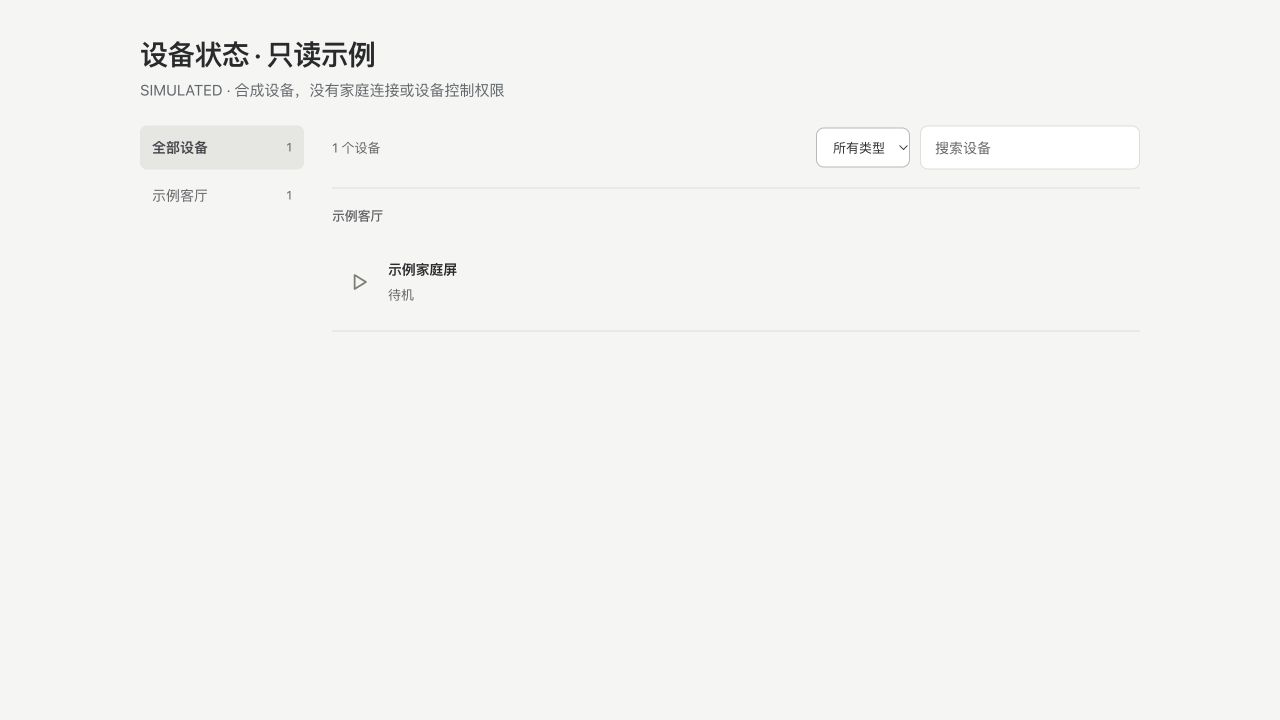 设备状态 · 只读示例
SIMULATED · 合成设备，没有家庭连接或设备控制权限
全部设备 1
示例客厅 1
1 个设备
所有类型
搜索设备
示例客厅
示例家庭屏
待机